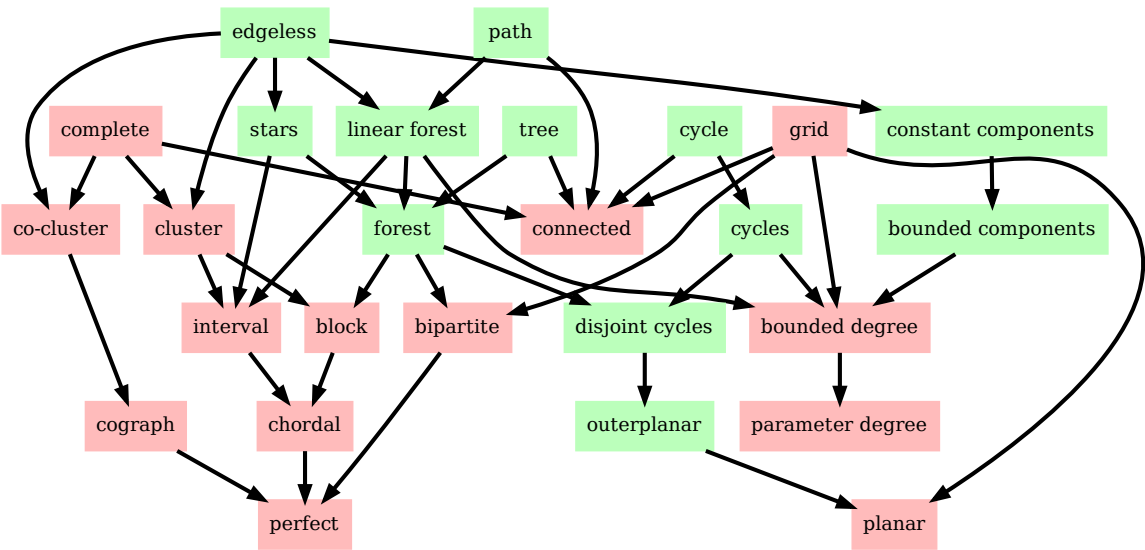 edgeless
path
complete
stars
linear forest
tree
cycle
grid
constant components
co-cluster
cluster
forest
connected
cycles
bounded components
interval
block
bipartite
disjoint cycles
bounded degree
cograph
chordal
outerplanar
parameter degree
perfect
planar